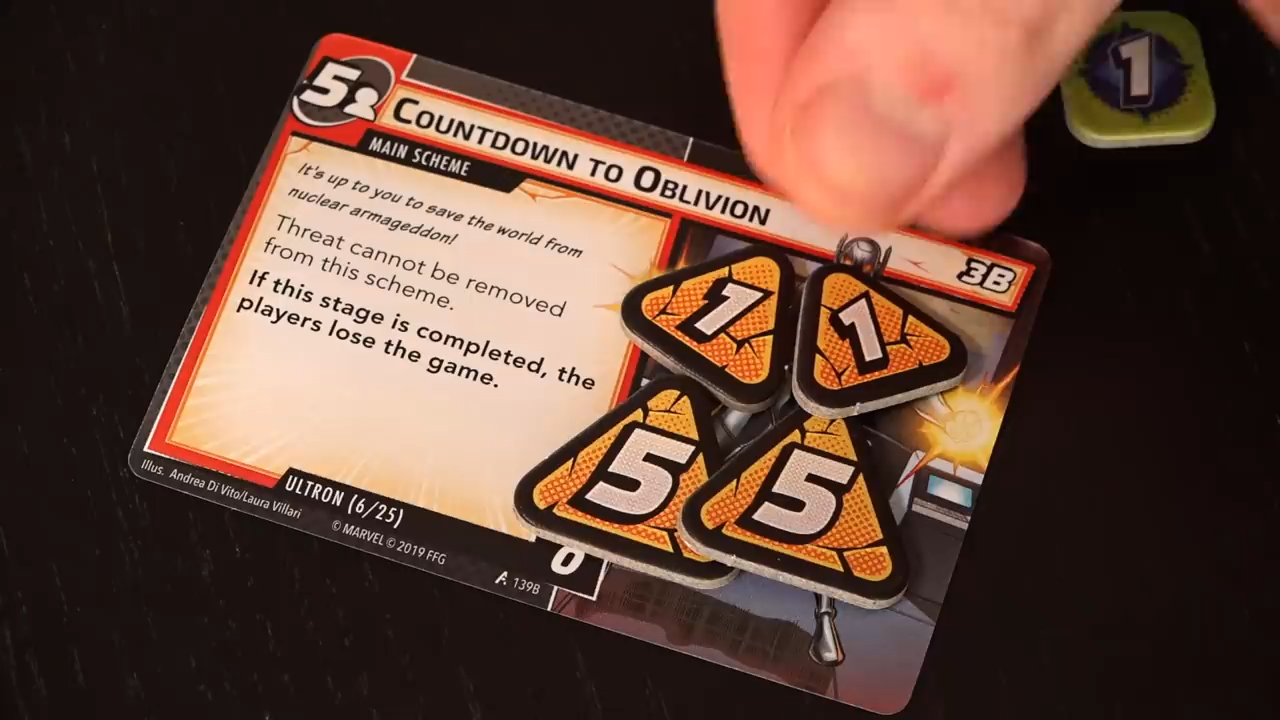 5
COUNTDOWN TO OBLIVION
MAIN SCHEME
3B
It's up to you to save the world from
nuclear armageddon!
Threat cannot be removed
from this scheme.
If this stage is completed, the
players lose the game.
1
1
5
5
1
ULTRON (6/25)
Illus. Andrea Di Vito/Laura Villari
© MARVEL © 2019 FFG
0
139B